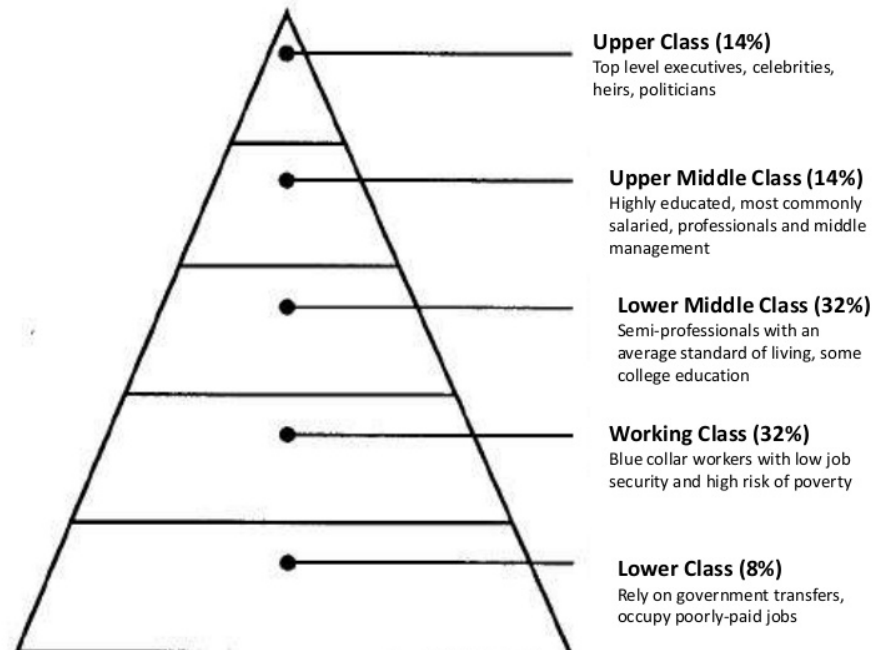 Upper Class (14%)
Top level executives, celebrities,
heirs, politicians
Upper Middle Class (14%)
Highly educated, most commonly
salaried, professionals and middle
management
Lower Middle Class (32%)
Semi-professionals with an
average standard of living, some
college education
Working Class (32%)
Blue collar workers with low job
security and high risk of poverty
Lower Class (8%)
Rely on government transfers,
occupy poorly-paid jobs